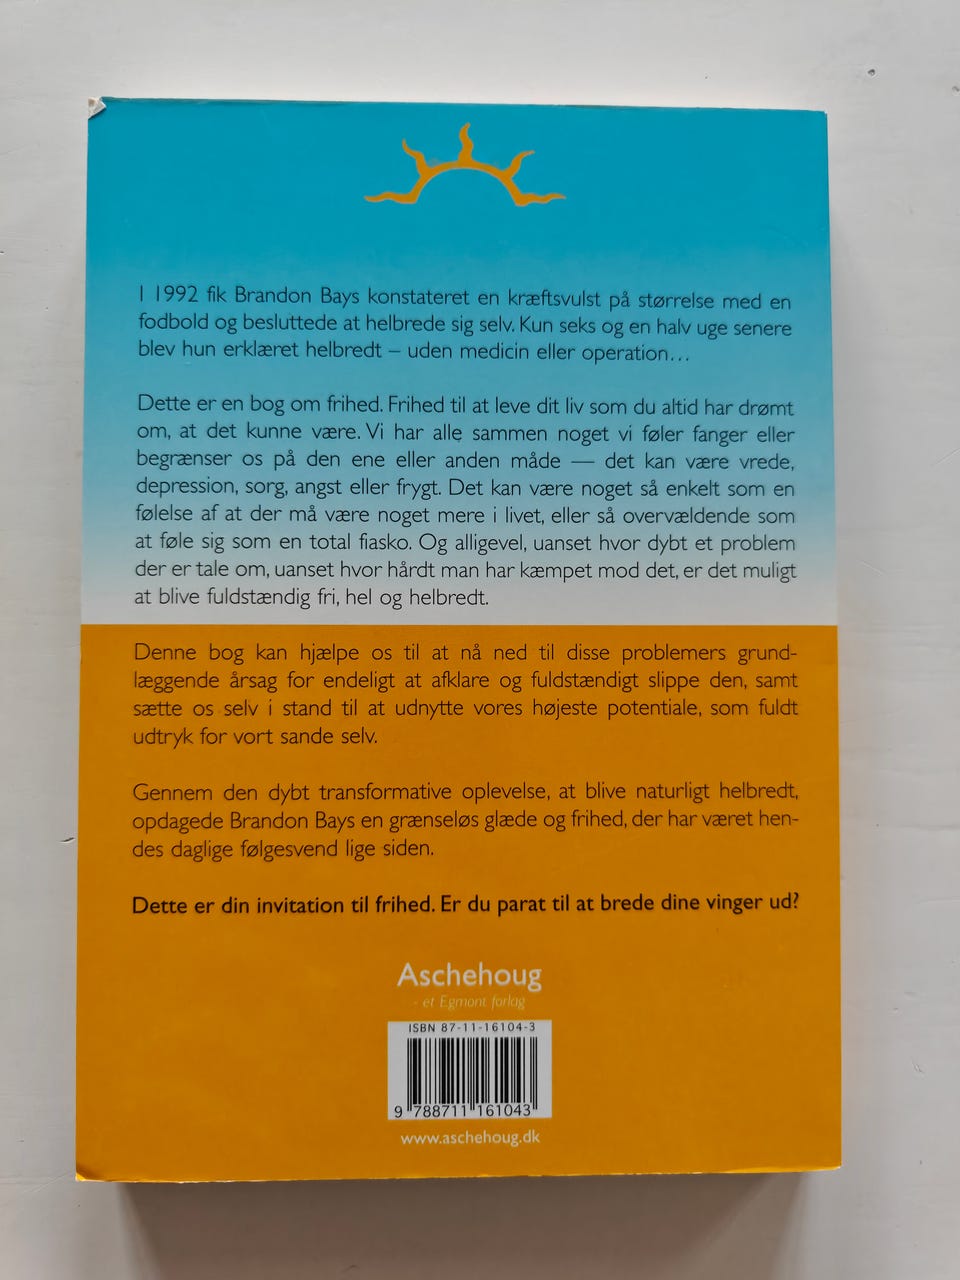 I 1992 fik Brandon Bays konstateret en kræftsvulst på størrelse med en
fodbold og besluttede at helbrede sig selv. Kun seks og en halv uge senere
blev hun erklæret helbredt – uden medicin eller operation…
Dette er en bog om frihed. Frihed til at leve dit liv som du altid har drømt
om, at det kunne være. Vi har alle sammen noget vi føler fanger eller
begrænser os på den ene eller anden måde — det kan være vrede,
depression, sorg, angst eller frygt. Det kan være noget så enkelt som en
følelse af at der må være noget mere i livet, eller så overvældende som
at føle sig som en total fiasko. Og alligevel, uanset hvor dybt et problem
der er tale om, uanset hvor hårdt man har kæmpet mod det, er det muligt
at blive fuldstændig fri, hel og helbredt.
Denne bog kan hjælpe os til at nå ned til disse problemers grund-
læggende årsag for endeligt at afklare og fuldstændigt slippe den, samt
sætte os selv i stand til at udnytte vores højeste potentiale, som fuldt
udtryk for vort sande selv.
Gennem den dybt transformative oplevelse, at blive naturligt helbredt,
opdagede Brandon Bays en grænseløs glæde og frihed, der har været hen-
des daglige følgesvend lige siden.
Dette er din invitation til frihed. Er du parat til at brede dine vinger ud?
Aschehoug
- et Egmont forlag
ISBN 87-11-16104-3
9 788711 161043
www.aschehoug.dk